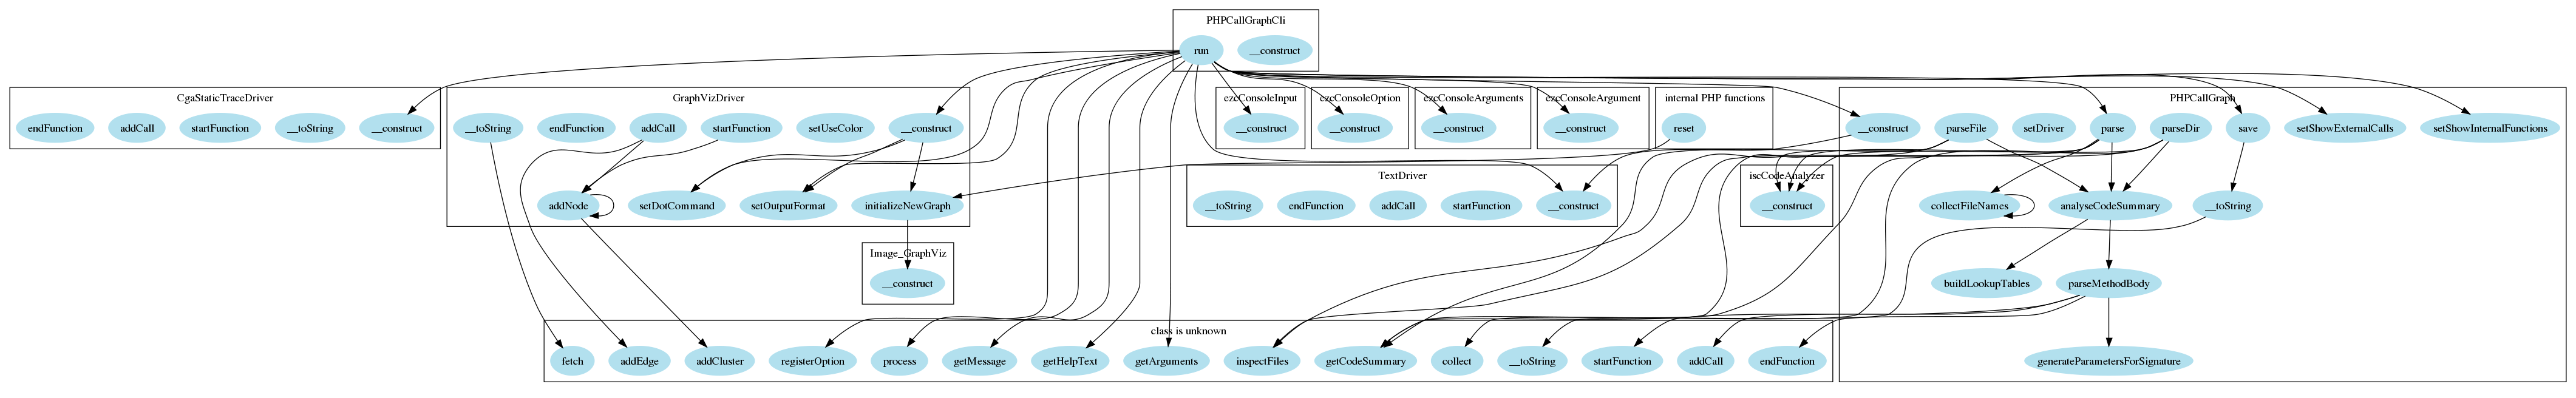 PHPCallGraphCli
run
__construct
CgaStaticTraceDriver
endFunction
addCall
startFunction
__toString
__construct
GraphVizDriver
__toString
endFunction
addCall
startFunction
setUseColor
__construct
addNode
setDotCommand
setOutputFormat
initializeNewGraph
ezcConsoleInput
__construct
ezcConsoleOption
__construct
ezcConsoleArguments
__construct
ezcConsoleArgument
__construct
internal PHP functions
reset
PHPCallGraph
__construct
parseFile
setDriver
parse
parseDir
save
setShowExternalCalls
setShowInternalFunctions
collectFileNames
analyseCodeSummary
__toString
buildLookupTables
parseMethodBody
generateParametersForSignature
TextDriver
__toString
endFunction
addCall
startFunction
__construct
iscCodeAnalyzer
__construct
Image_GraphViz
__construct
class is unknown
fetch
addEdge
addCluster
registerOption
process
getMessage
getHelpText
getArguments
inspectFiles
getCodeSummary
collect
__toString
startFunction
addCall
endFunction